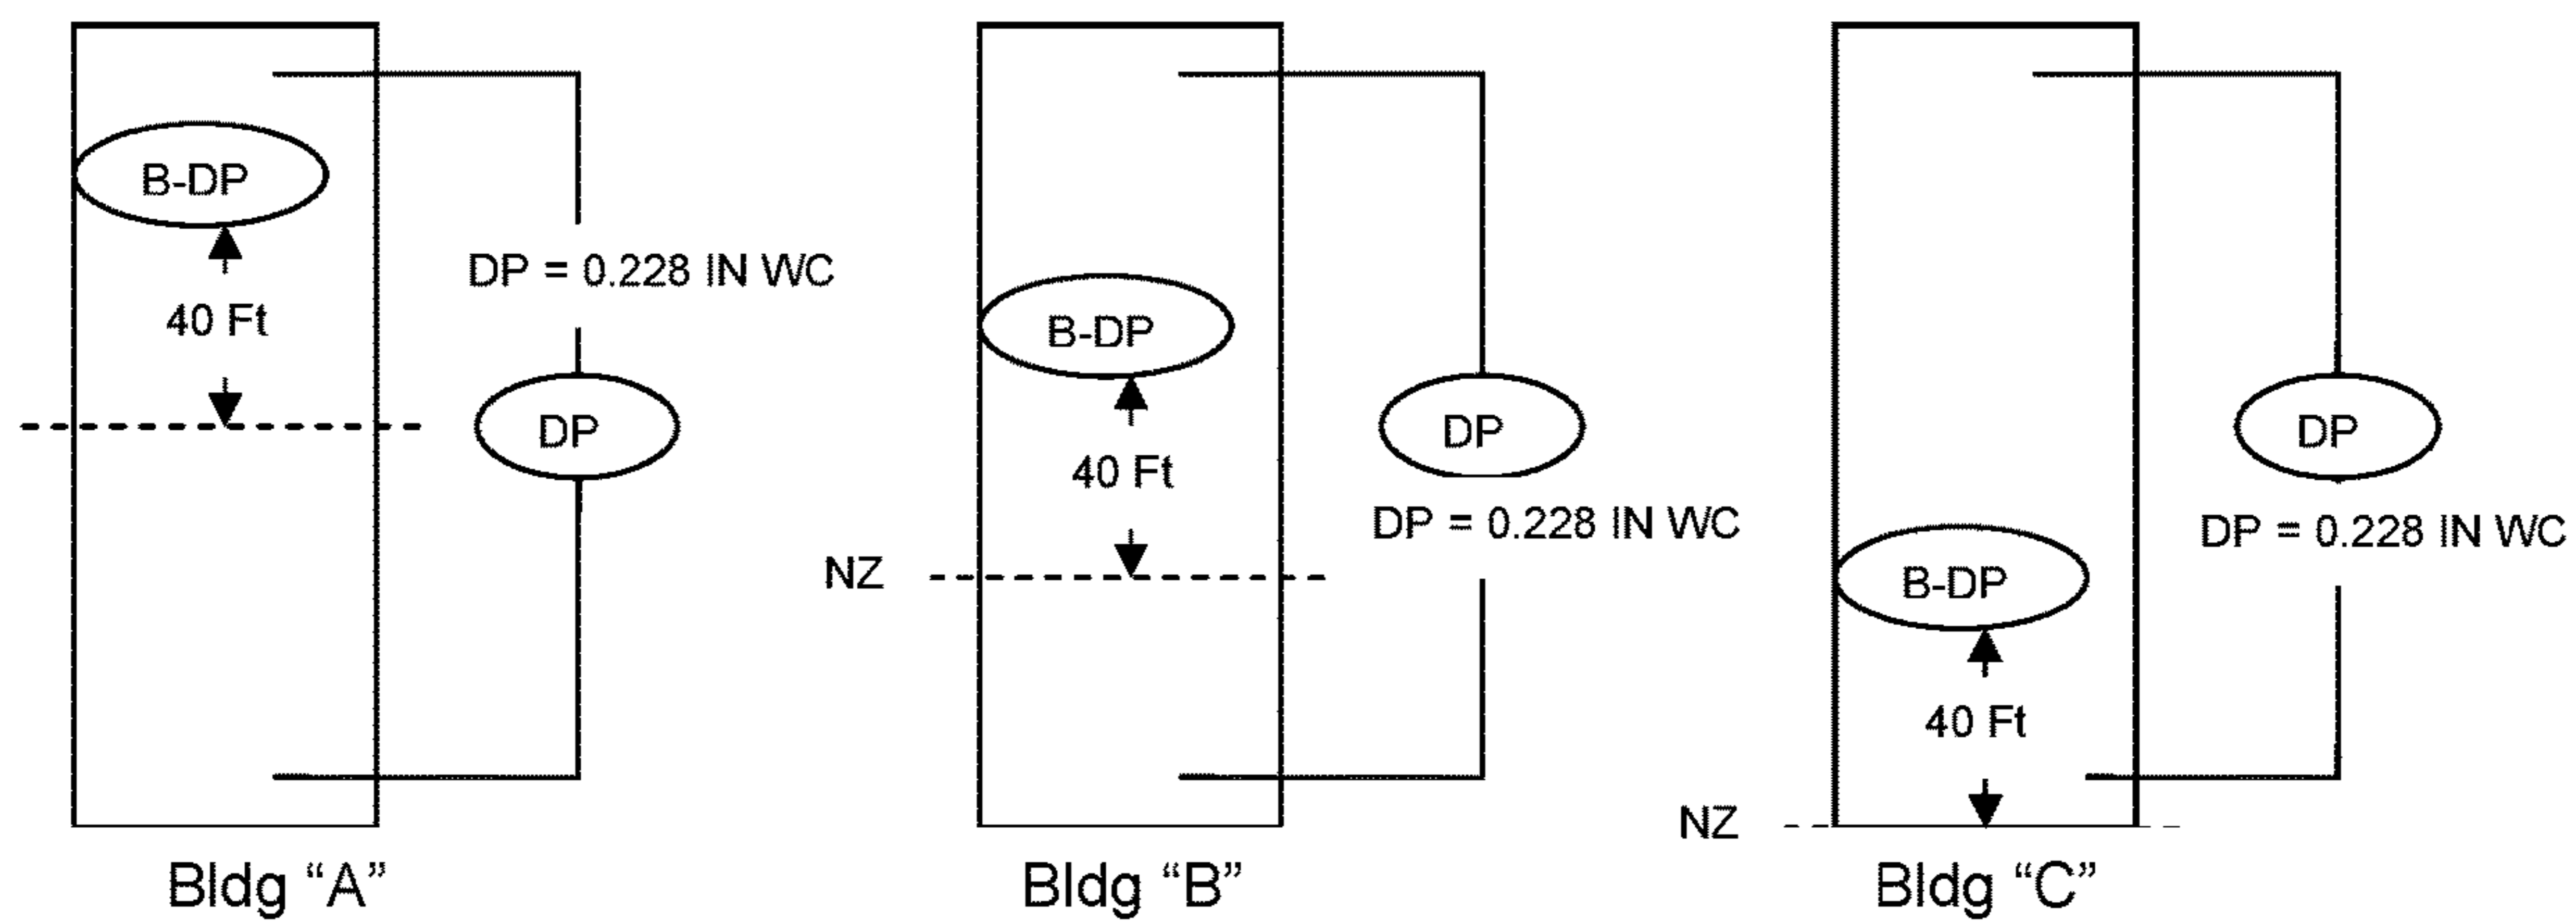 B-DP
40 Ft
DP = 0.228 IN WC
DP
Bldg “A”
B-DP
40 Ft
NZ
DP
DP = 0.228 IN WC
Bldg “B”
B-DP
40 Ft
NZ
DP
DP = 0.228 IN WC
Bldg “C”